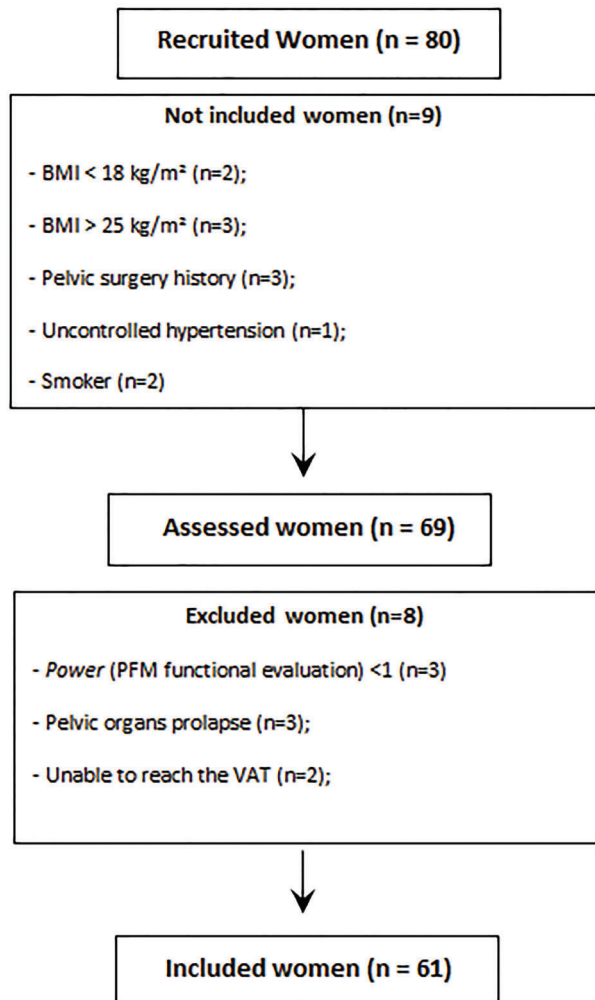 Recruited Women (n = 80)
Not included women (n=9)
- BMI < 18 kg/m² (n=2);
- BMI > 25 kg/m² (n=3);
- Pelvic surgery history (n=3);
- Uncontrolled hypertension (n=1);
- Smoker (n=2)
Assessed women (n = 69)
Excluded women (n=8)
- Power (PFM functional evaluation) <1 (n=3)
- Pelvic organs prolapse (n=3);
- Unable to reach the VAT (n=2);
Included women (n = 61)